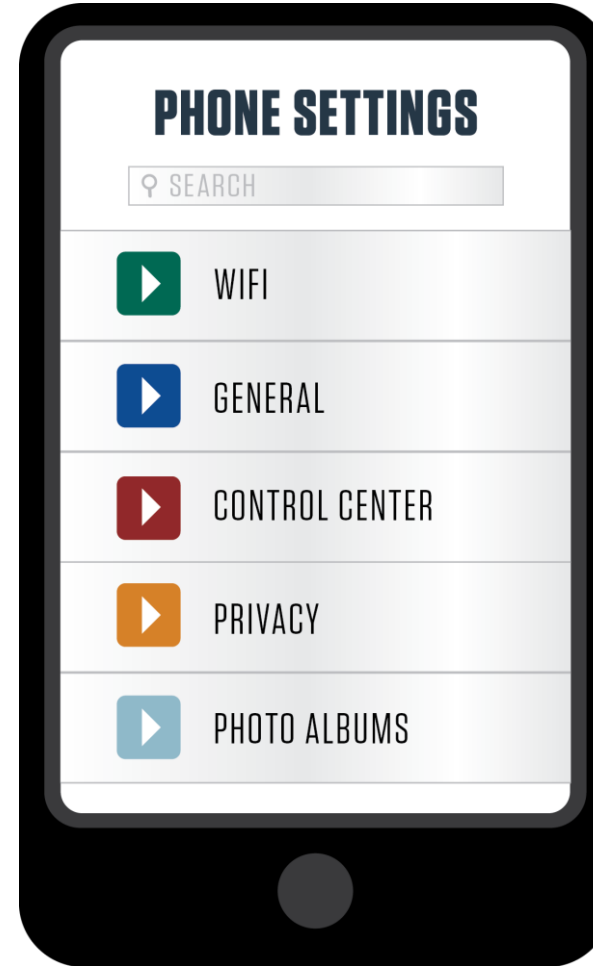 PHONE SETTINGS
SEARCH
WIFI
GENERAL
CONTROL CENTER
PRIVACY
PHOTO ALBUMS